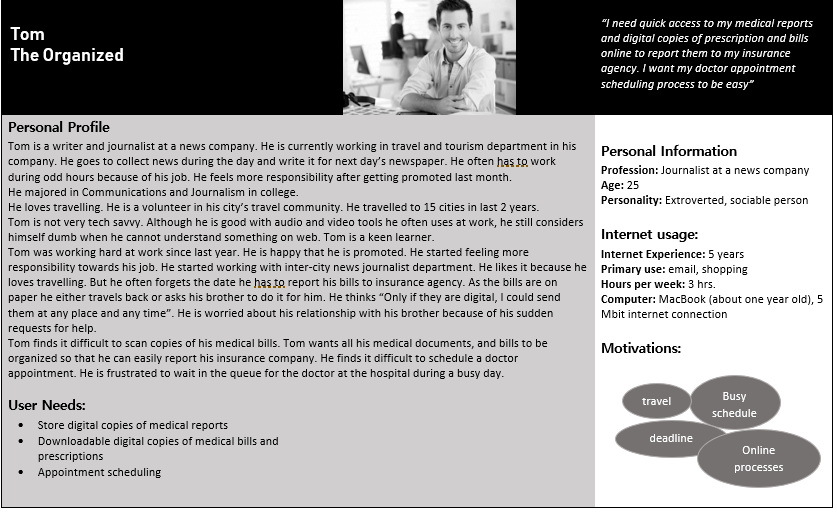 Tom
The Organized
“I need quick access to my medical reports
and digital copies of prescription and bills
online to report them to my insurance
agency. I want my doctor appointment
scheduling process to be easy”
Personal Profile
Tom is a writer and journalist at a news company. He is currently working in travel and tourism department in his
company. He goes to collect news during the day and write it for next day’s newspaper. He often has to work
during odd hours because of his job. He feels more responsibility after getting promoted last month.
He majored in Communications and Journalism in college.
He loves travelling. He is a volunteer in his city’s travel community. He travelled to 15 cities in last 2 years.
Tom is not very tech savvy. Although he is good with audio and video tools he often uses at work, he still considers
himself dumb when he cannot understand something on web. Tom is a keen learner.
Tom was working hard at work since last year. He is happy that he is promoted. He started feeling more
responsibility towards his job. He started working with inter-city news journalist department. He likes it because he
loves travelling. But he often forgets the date he has to report his bills to insurance agency. As the bills are on
paper he either travels back or asks his brother to do it for him. He thinks “Only if they are digital, I could send
them at any place and any time”. He is worried about his relationship with his brother because of his sudden
requests for help.
Tom finds it difficult to scan copies of his medical bills. Tom wants all his medical documents, and bills to be
organized so that he can easily report his insurance company. He finds it difficult to schedule a doctor
appointment. He is frustrated to wait in the queue for the doctor at the hospital during a busy day.
User Needs:
• Store digital copies of medical reports
• Downloadable digital copies of medical bills and
prescriptions
• Appointment scheduling
Personal Information
Profession: Journalist at a news company
Age: 25
Personality: Extroverted, sociable person
Internet usage:
Internet Experience: 5 years
Primary use: email, shopping
Hours per week: 3 hrs.
Computer: MacBook (about one year old), 5
Mbit internet connection
Motivations:
travel
Busy
schedule
deadline
Online
processes